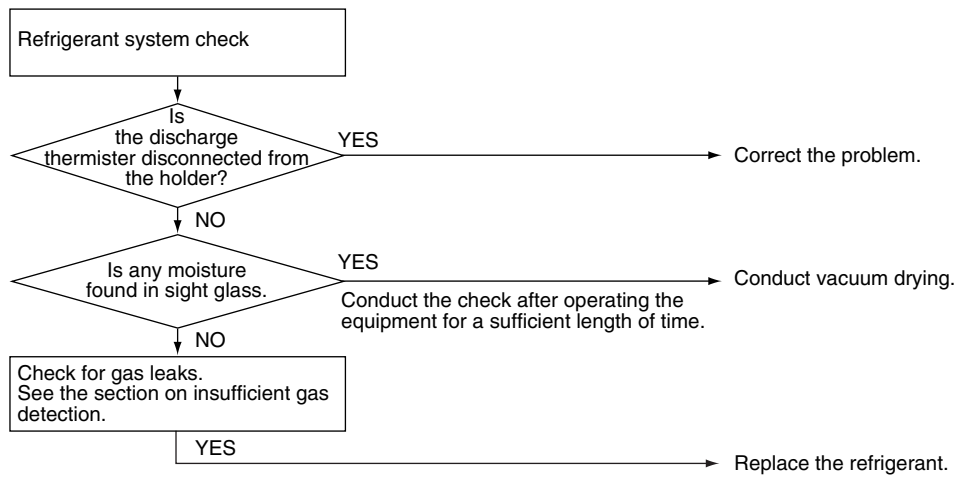 Refrigerant system check
Is
the discharge
thermister disconnected from
the holder?
YES
Correct the problem.
NO
Is any moisture
found in sight glass.
YES
Conduct the check after operating the
equipment for a sufficient length of time.
Conduct vacuum drying.
NO
Check for gas leaks.
See the section on insufficient gas
detection.
YES
Replace the refrigerant.